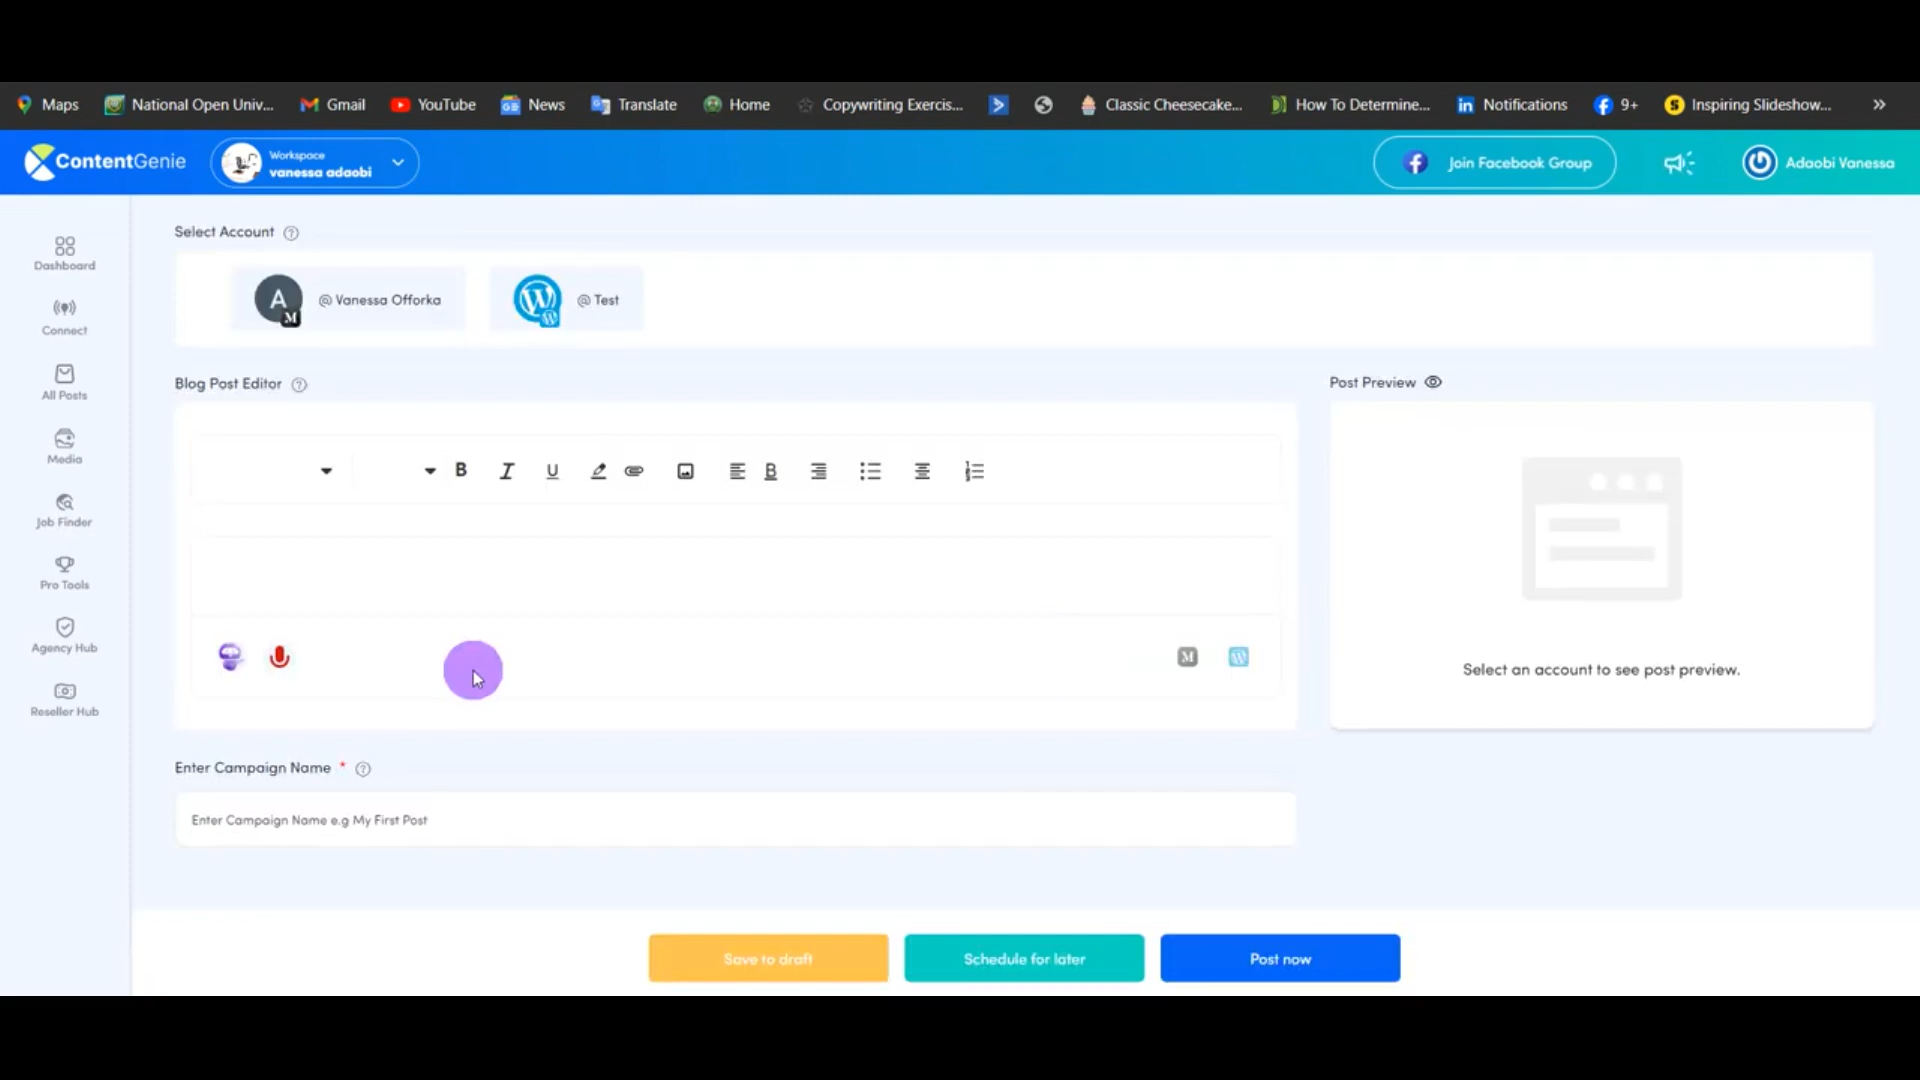 Maps
National Open Univ...
Gmail
YouTube
News
Translate
Home
Copywriting Exercis...
Classic Cheesecake...
How To Determine...
Notifications
9+
Inspiring Slideshow...
ContentGenie
Workspace
vanessa adaobi
Join Facebook Group
Adaobi Vanessa
Dashboard
Connect
All Posts
Media
Job Finder
Pro Tools
Agency Hub
Reseller Hub
Select Account
A
M
@ Vanessa Offorka
@ Test
Blog Post Editor
Post Preview
B
I
U
B
M
Select an account to see post preview.
Enter Campaign Name *
Enter Campaign Name e.g My First Post
Save to draft
Schedule for later
Post now